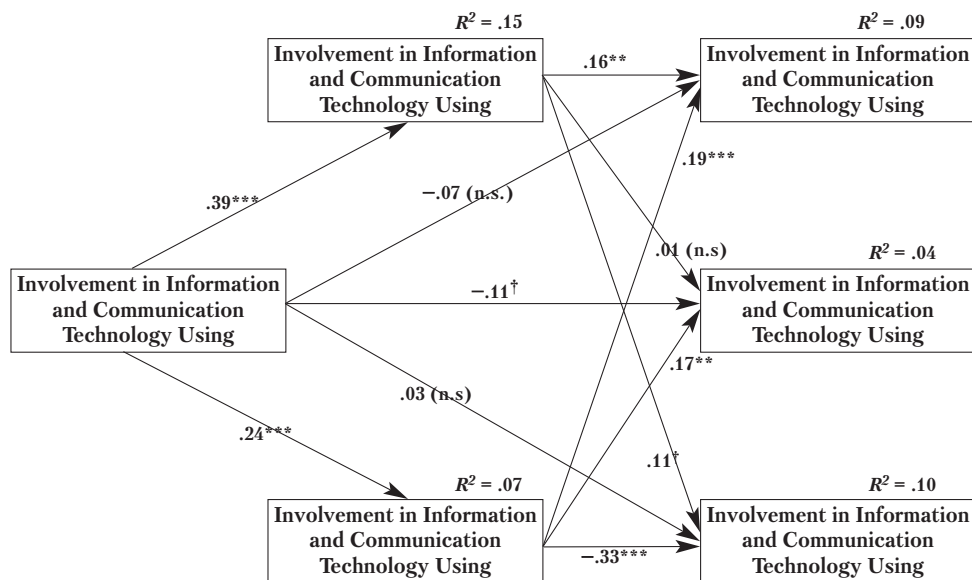 R² = .15
R² = .09
Involvement in Information
and Communication
Technology Using
Involvement in Information
and Communication
Technology Using
.16**
.19***
–.07 (n.s.)
.39***
.01 (n.s)
R² = .04
Involvement in Information
and Communication
Technology Using
Involvement in Information
and Communication
Technology Using
–.11†
.17**
.03 (n.s)
.24***
.11†
R² = .07
R² = .10
Involvement in Information
and Communication
Technology Using
Involvement in Information
and Communication
Technology Using
–.33***